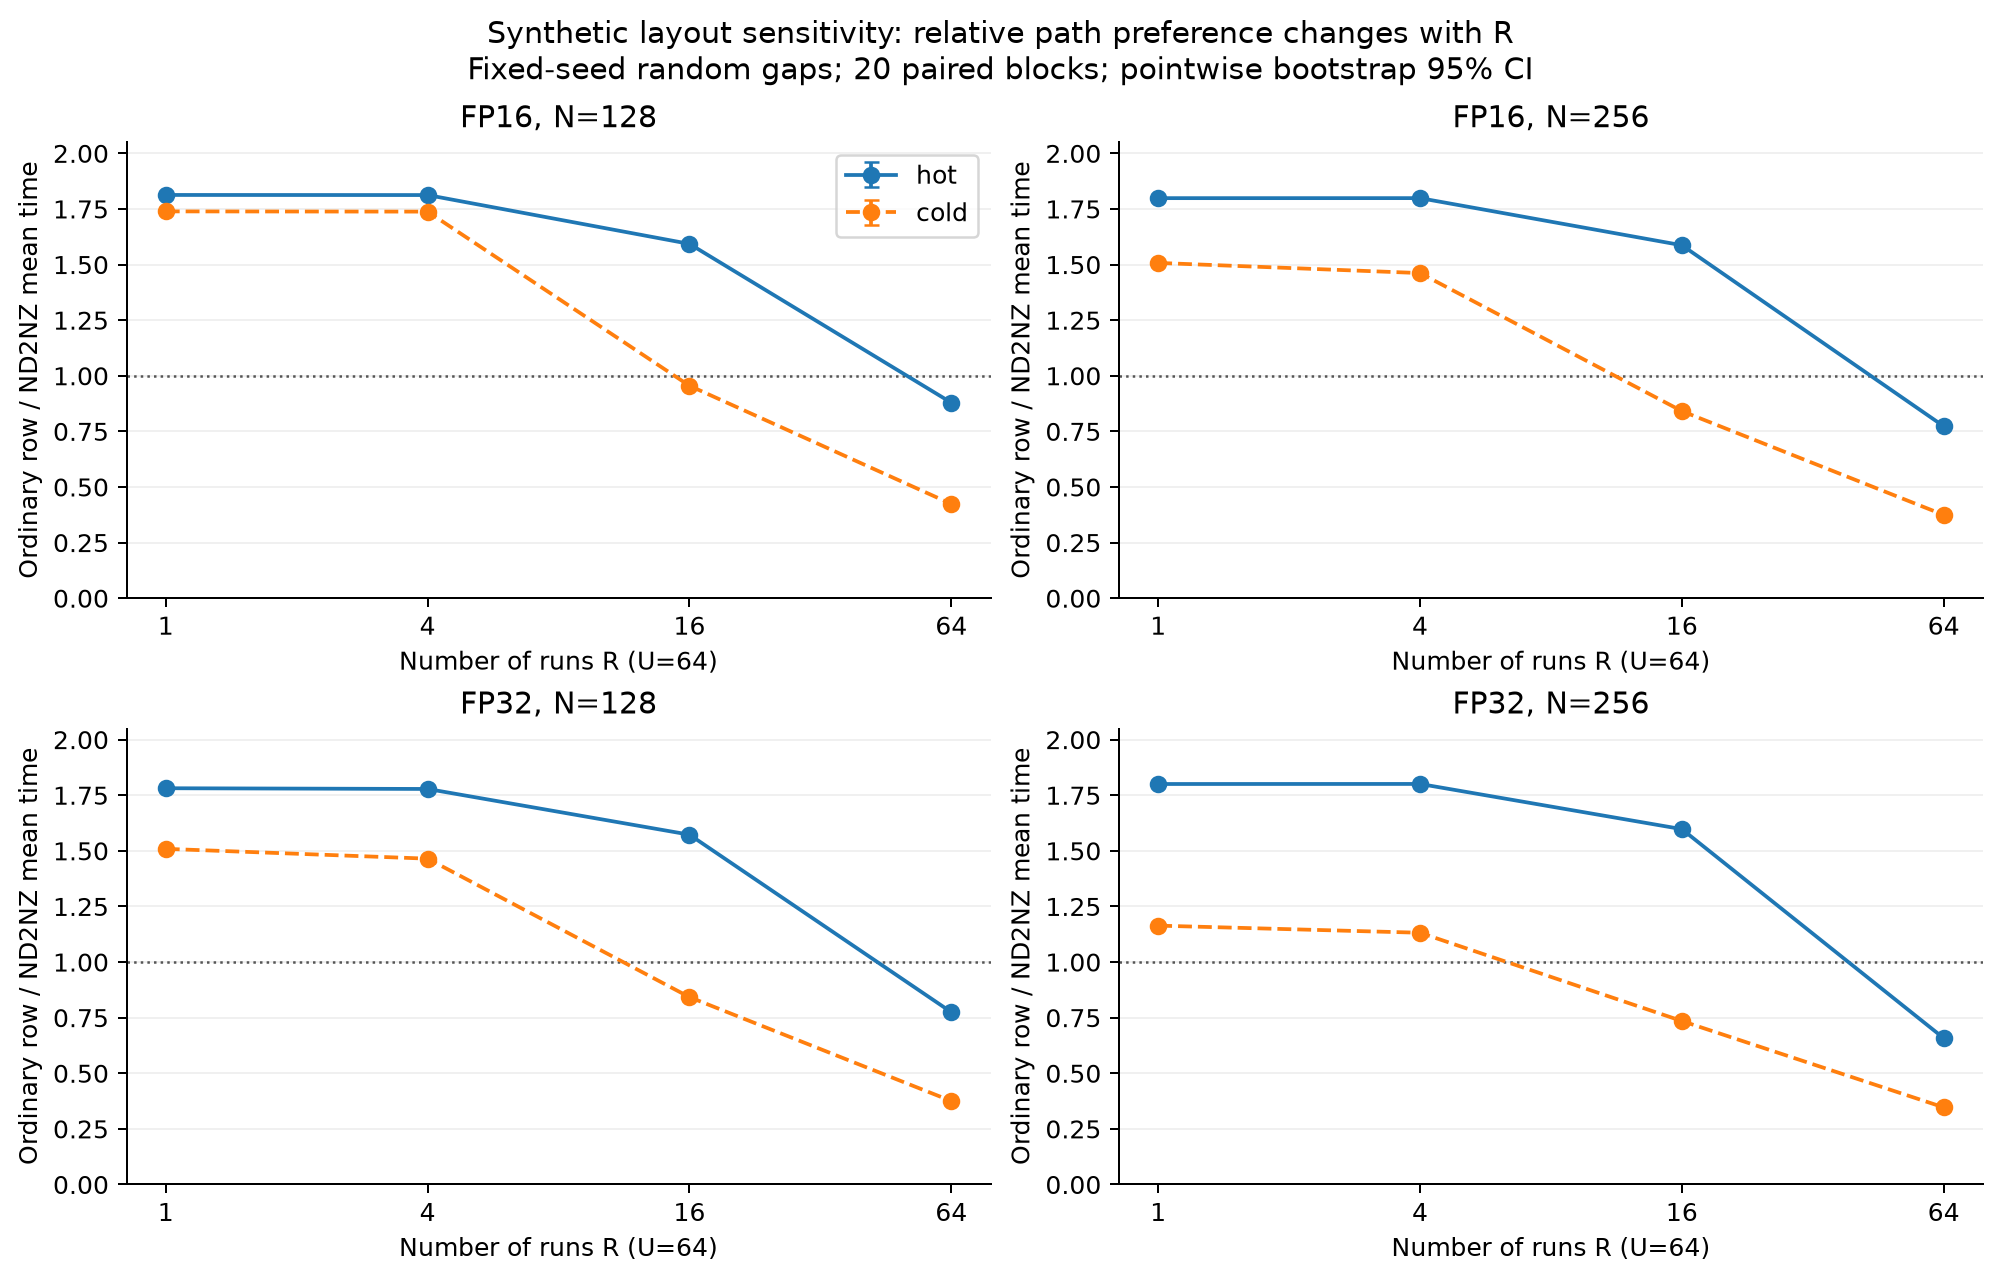 Synthetic layout sensitivity: relative path preference changes with R
Fixed-seed random gaps; 20 paired blocks; pointwise bootstrap 95% CI
FP16, N=128
Ordinary row / ND2NZ mean time
2.00
1.75
1.50
1.25
1.00
0.75
0.50
0.25
0.00
hot
cold
1 4 16 64
Number of runs R (U=64)
FP16, N=256
Ordinary row / ND2NZ mean time
2.00
1.75
1.50
1.25
1.00
0.75
0.50
0.25
0.00
1 4 16 64
Number of runs R (U=64)
FP32, N=128
Ordinary row / ND2NZ mean time
2.00
1.75
1.50
1.25
1.00
0.75
0.50
0.25
0.00
1 4 16 64
Number of runs R (U=64)
FP32, N=256
Ordinary row / ND2NZ mean time
2.00
1.75
1.50
1.25
1.00
0.75
0.50
0.25
0.00
1 4 16 64
Number of runs R (U=64)